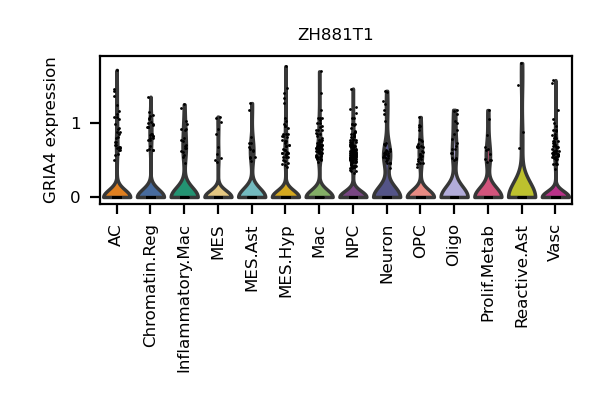 ZH881T1
GRIA4 expression
1
0
AC
Chromatin.Reg
Inflammatory.Mac
MES
MES.Ast
MES.Hyp
Mac
NPC
Neuron
OPC
Oligo
Prolif.Metab
Reactive.Ast
Vasc